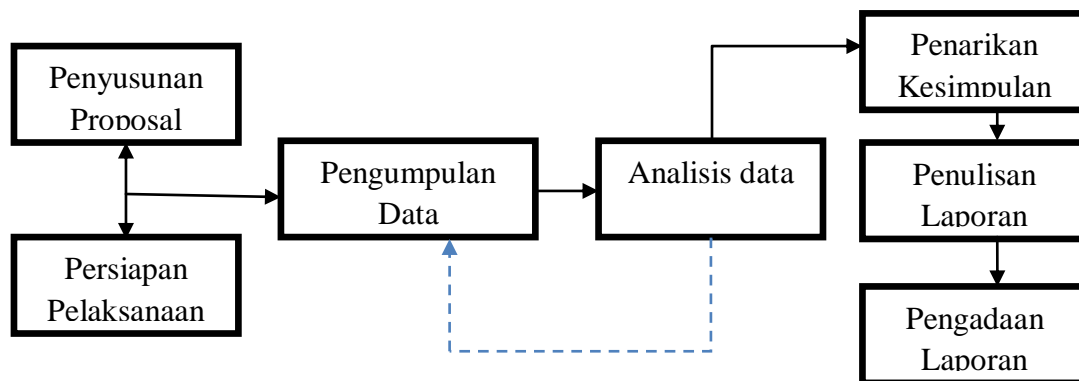 Penyusunan
Proposal
Persiapan
Pelaksanaan
Pengumpulan
Data
Analisis data
Penarikan
Kesimpulan
Penulisan
Laporan
Pengadaan
Laporan